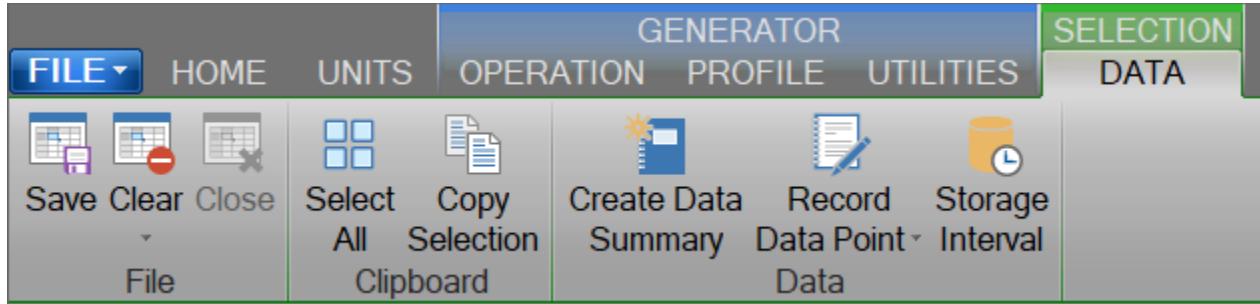 GENERATOR SELECTION
FILE HOME UNITS OPERATION PROFILE UTILITIES DATA
Save Clear Close Select Copy Create Data Record Storage
All Selection Summary Data Point Interval
File Clipboard Data